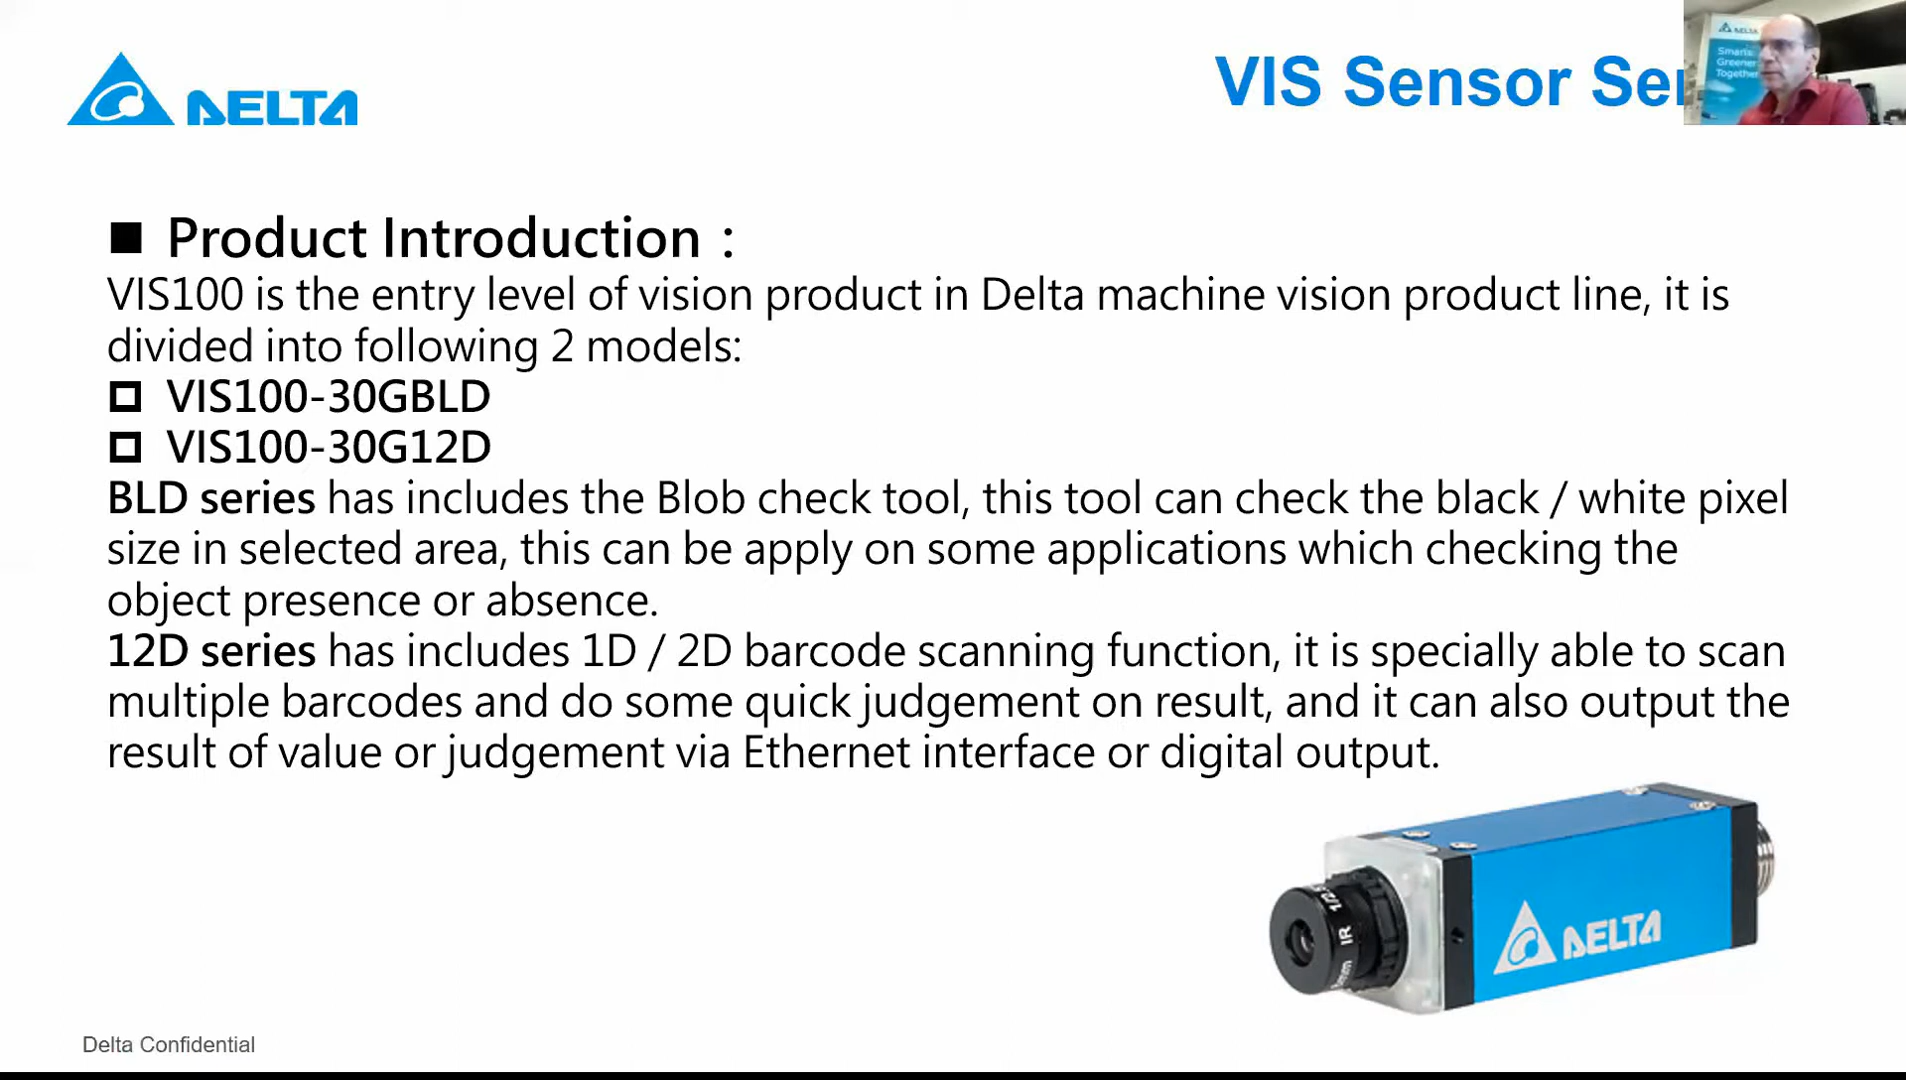 DELTA
VIS Sensor
DELTA
Smarter.
Greener.
Together.
■ Product Introduction：
VIS100 is the entry level of vision product in Delta machine vision product line, it is
divided into following 2 models:
VIS100-30GBLD
VIS100-30G12D
BLD series has includes the Blob check tool, this tool can check the black / white pixel
size in selected area, this can be apply on some applications which checking the
object presence or absence.
12D series has includes 1D / 2D barcode scanning function, it is specially able to scan
multiple barcodes and do some quick judgement on result, and it can also output the
result of value or judgement via Ethernet interface or digital output.
IR
DELTA
Delta Confidential